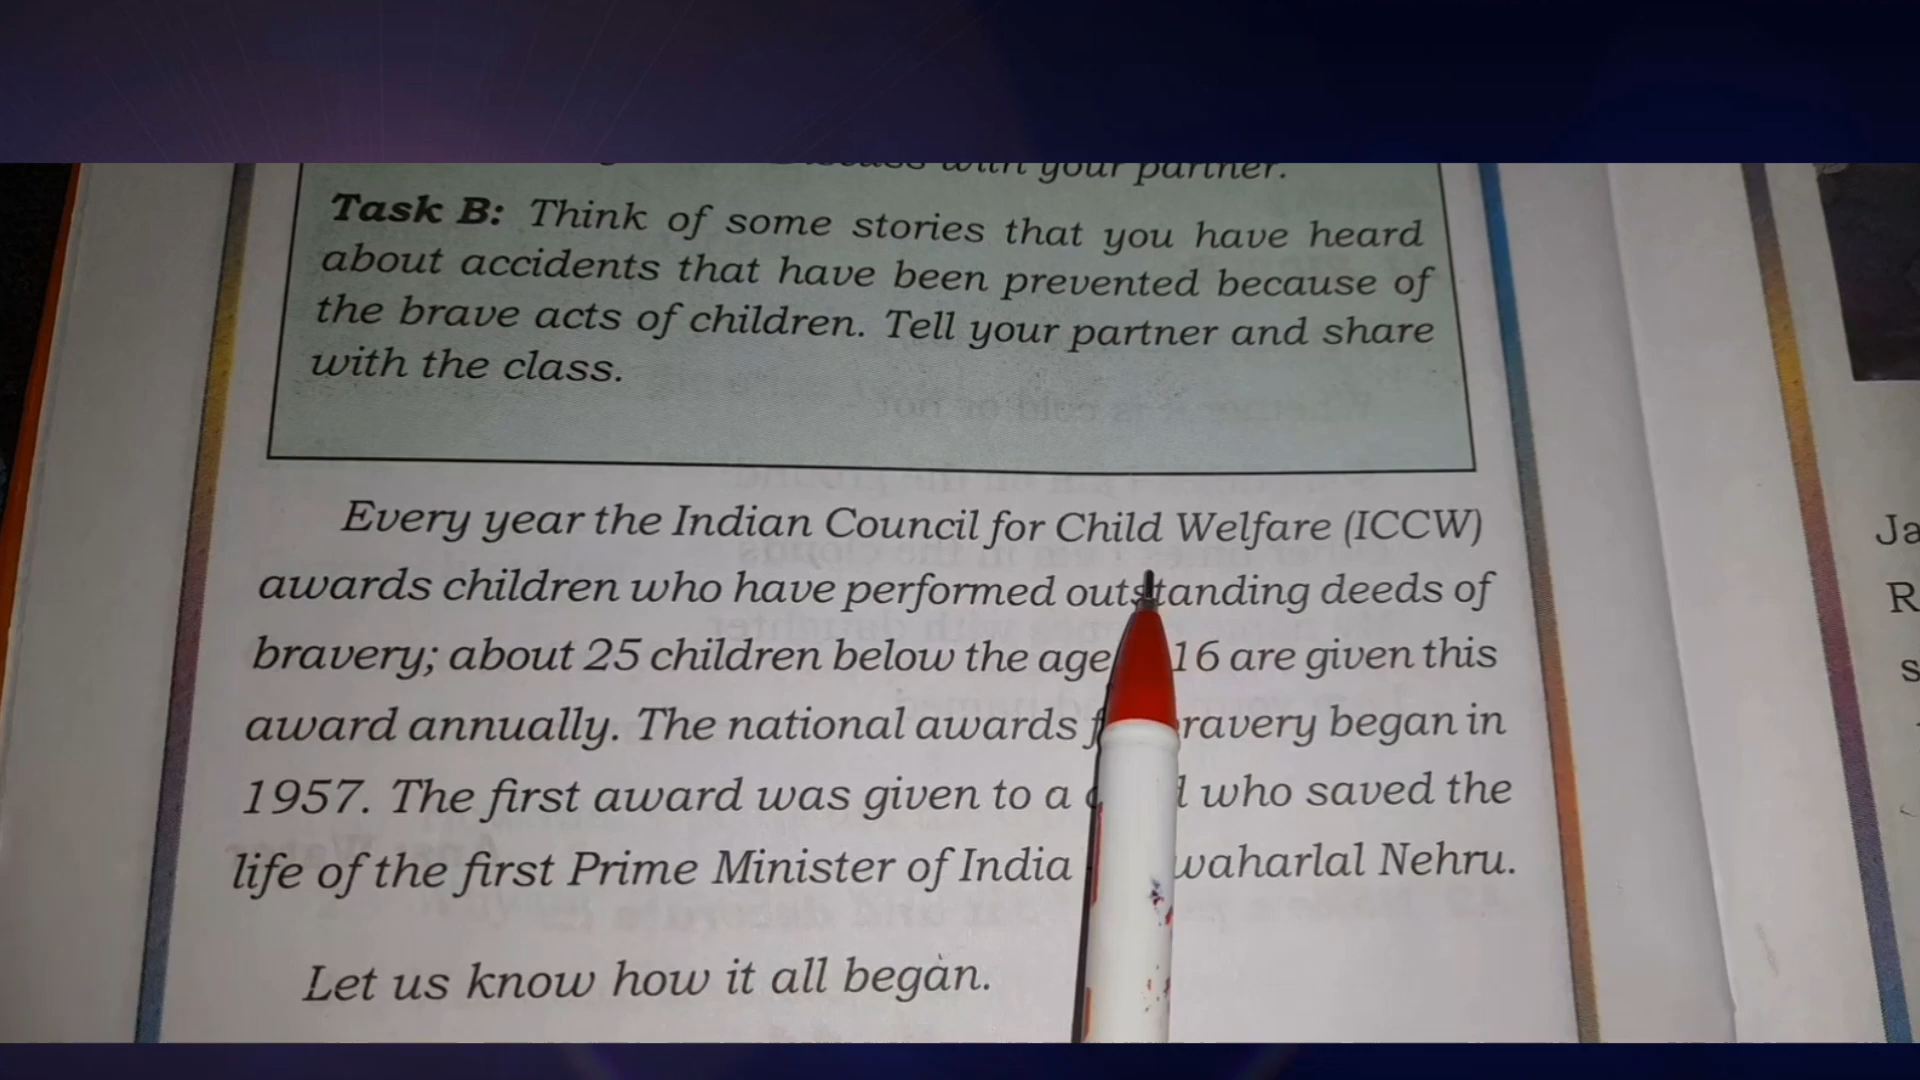 with your partner.
Task B: Think of some stories that you have heard
about accidents that have been prevented because of
the brave acts of children. Tell your partner and share
with the class.
Every year the Indian Council for Child Welfare (ICCW)
awards children who have performed outstanding deeds of
bravery; about 25 children below the age 16 are given this
award annually. The national awards bravery began in
1957. The first award was given to a who saved the
life of the first Prime Minister of India waharlal Nehru.
Let us know how it all began.
Ja
R
s